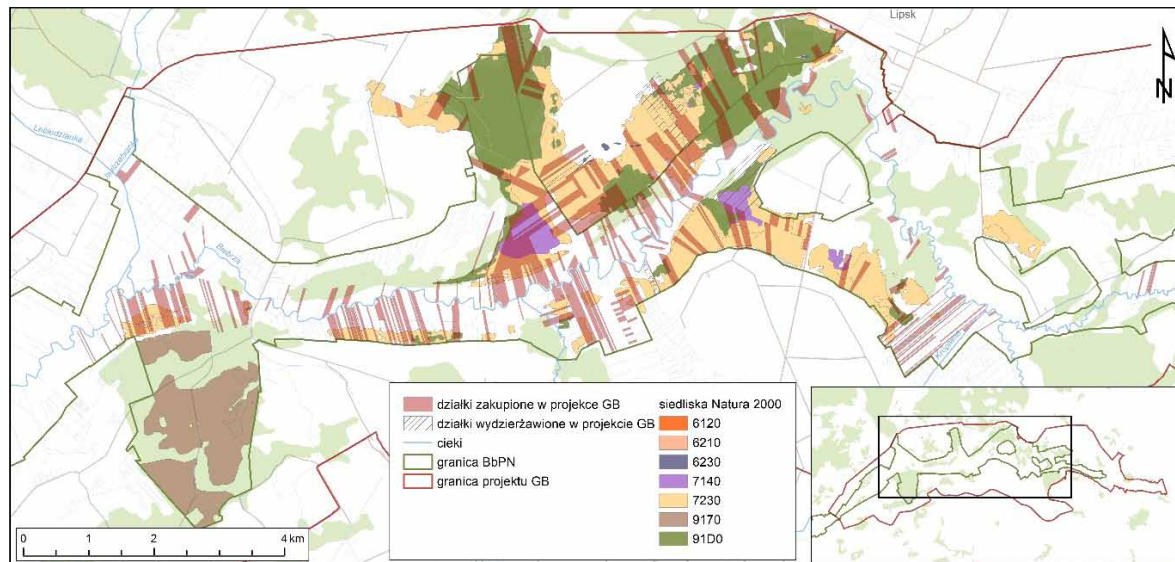 Lipsk
N
Lebiedzianka
Biebrza
Kropiwna
działki zakupione w projekcie GB
działki wydzierżawione w projekcie GB
cieki
granica BbPN
granica projektu GB
siedliska Natura 2000
6120
6210
6230
7140
7230
9170
91D0
0 2 4 km